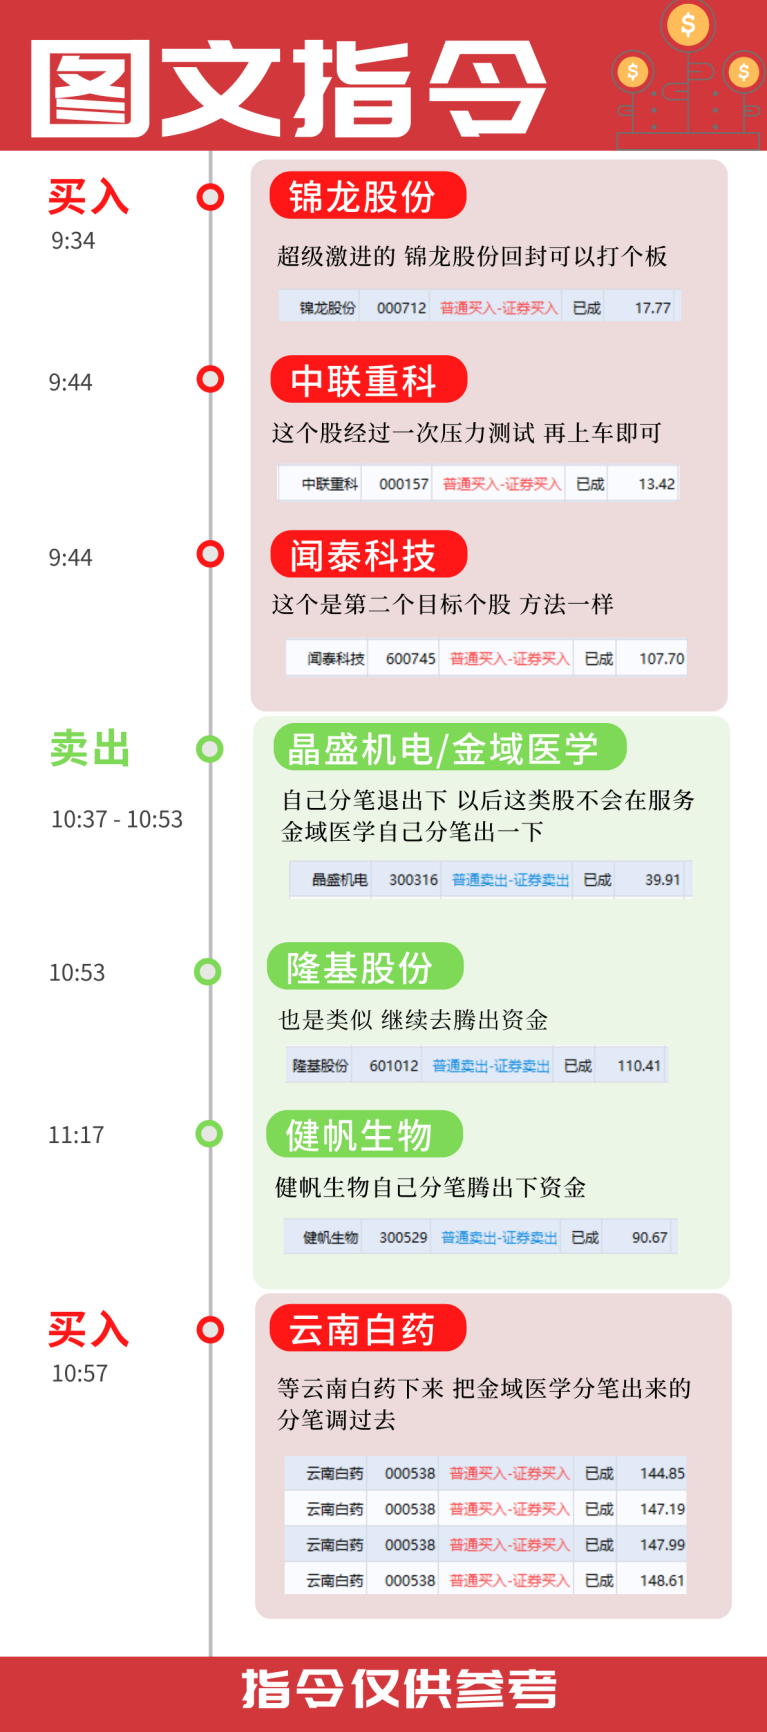 图文指令
买入
9:34
锦龙股份
超级激进的 锦龙股份回封可以打个板
锦龙股份 000712 普通买入-证券买入 已成 17.77
9:44
中联重科
这个股经过一次压力测试 再上车即可
中联重科 000157 普通买入-证券买入 已成 13.42
9:44
闻泰科技
这个是第二个目标个股 方法一样
闻泰科技 600745 普通买入-证券买入 已成 107.70
卖出
10:37 - 10:53
晶盛机电/金域医学
自己分笔退出下 以后这类股不会在服务
金域医学自己分笔出一下
晶盛机电 300316 普通卖出-证券卖出 已成 39.91
10:53
隆基股份
也是类似 继续去腾出资金
隆基股份 601012 普通卖出-证券卖出 已成 110.41
11:17
健帆生物
健帆生物自己分笔腾出下资金
健帆生物 300529 普通卖出-证券卖出 已成 90.67
买入
10:57
云南白药
等云南白药下来 把金域医学分笔出来的
分笔调过去
云南白药 000538 普通买入-证券买入 已成 144.85
云南白药 000538 普通买入-证券买入 已成 147.19
云南白药 000538 普通买入-证券买入 已成 147.99
云南白药 000538 普通买入-证券买入 已成 148.61
指令仅供参考